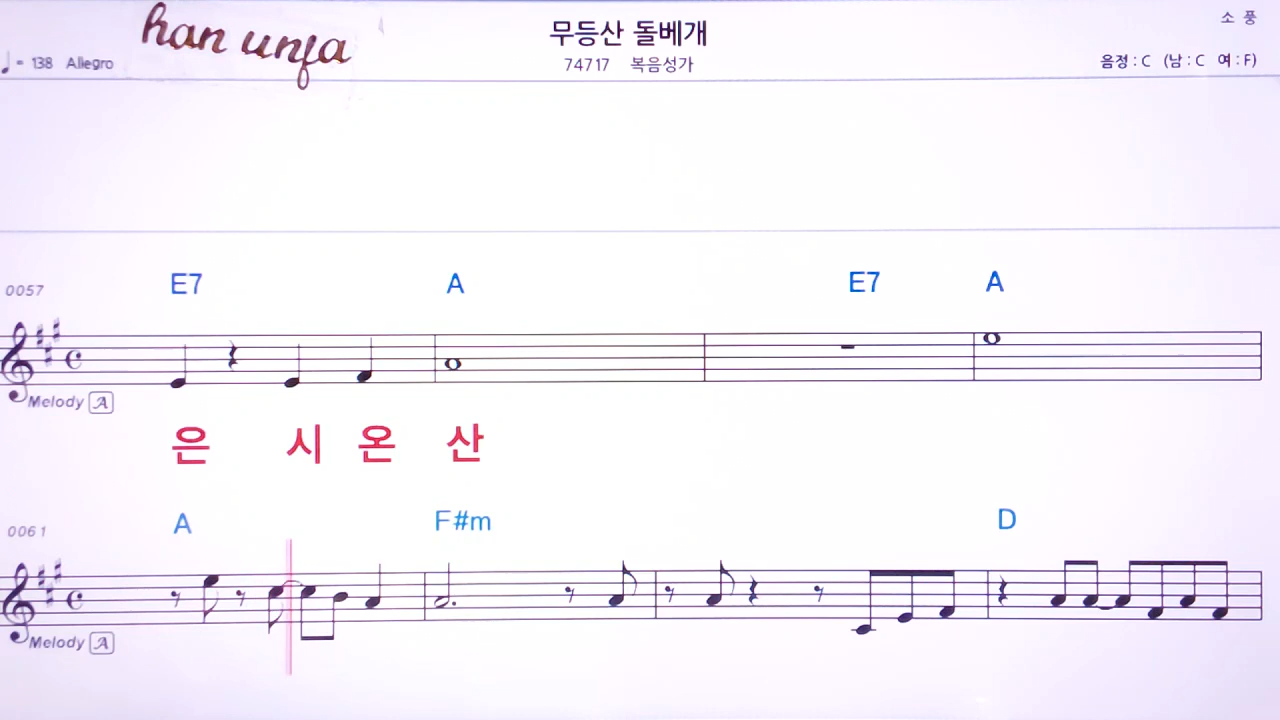 han unfa
무등산 돌베개
소 풍
♩= 138 Allegro
74717 복음성가
음정 : C (남 : C 여 : F)
E7 A E7 A
0057
Melody A
은 시 온 산
A F#m D
0061
Melody A